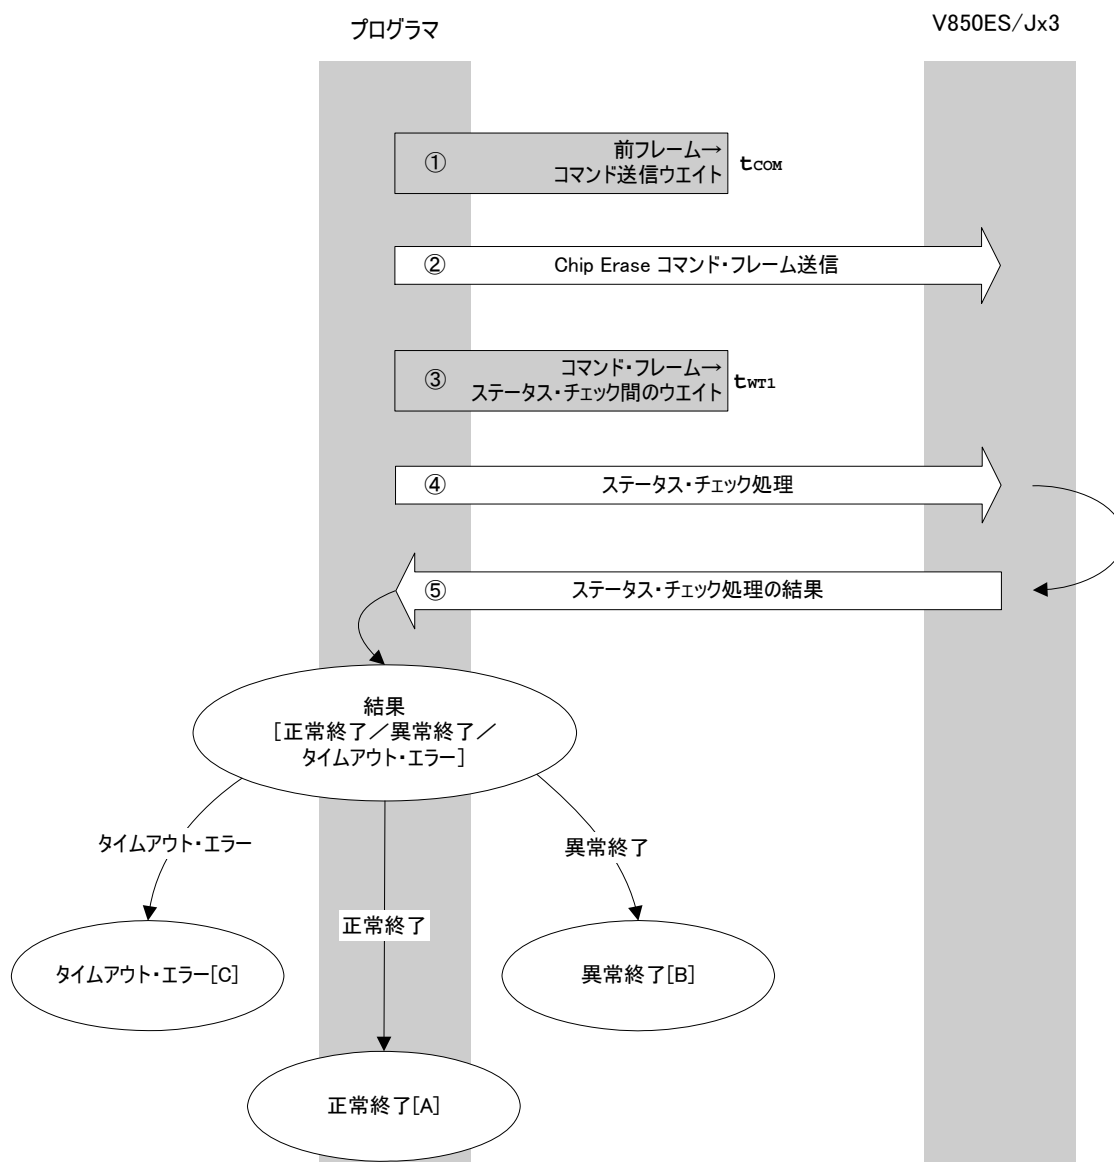 プログラマ
V850ES/Jx3
① 前フレーム→
コマンド送信ウエイト
tCOM
② Chip Erase コマンド・フレーム送信
③ コマンド・フレーム→
ステータス・チェック間のウエイト
tWT1
④ ステータス・チェック処理
⑤ ステータス・チェック処理の結果
結果
[正常終了/異常終了/
タイムアウト・エラー]
タイムアウト・エラー
異常終了
正常終了
タイムアウト・エラー[C]
異常終了[B]
正常終了[A]